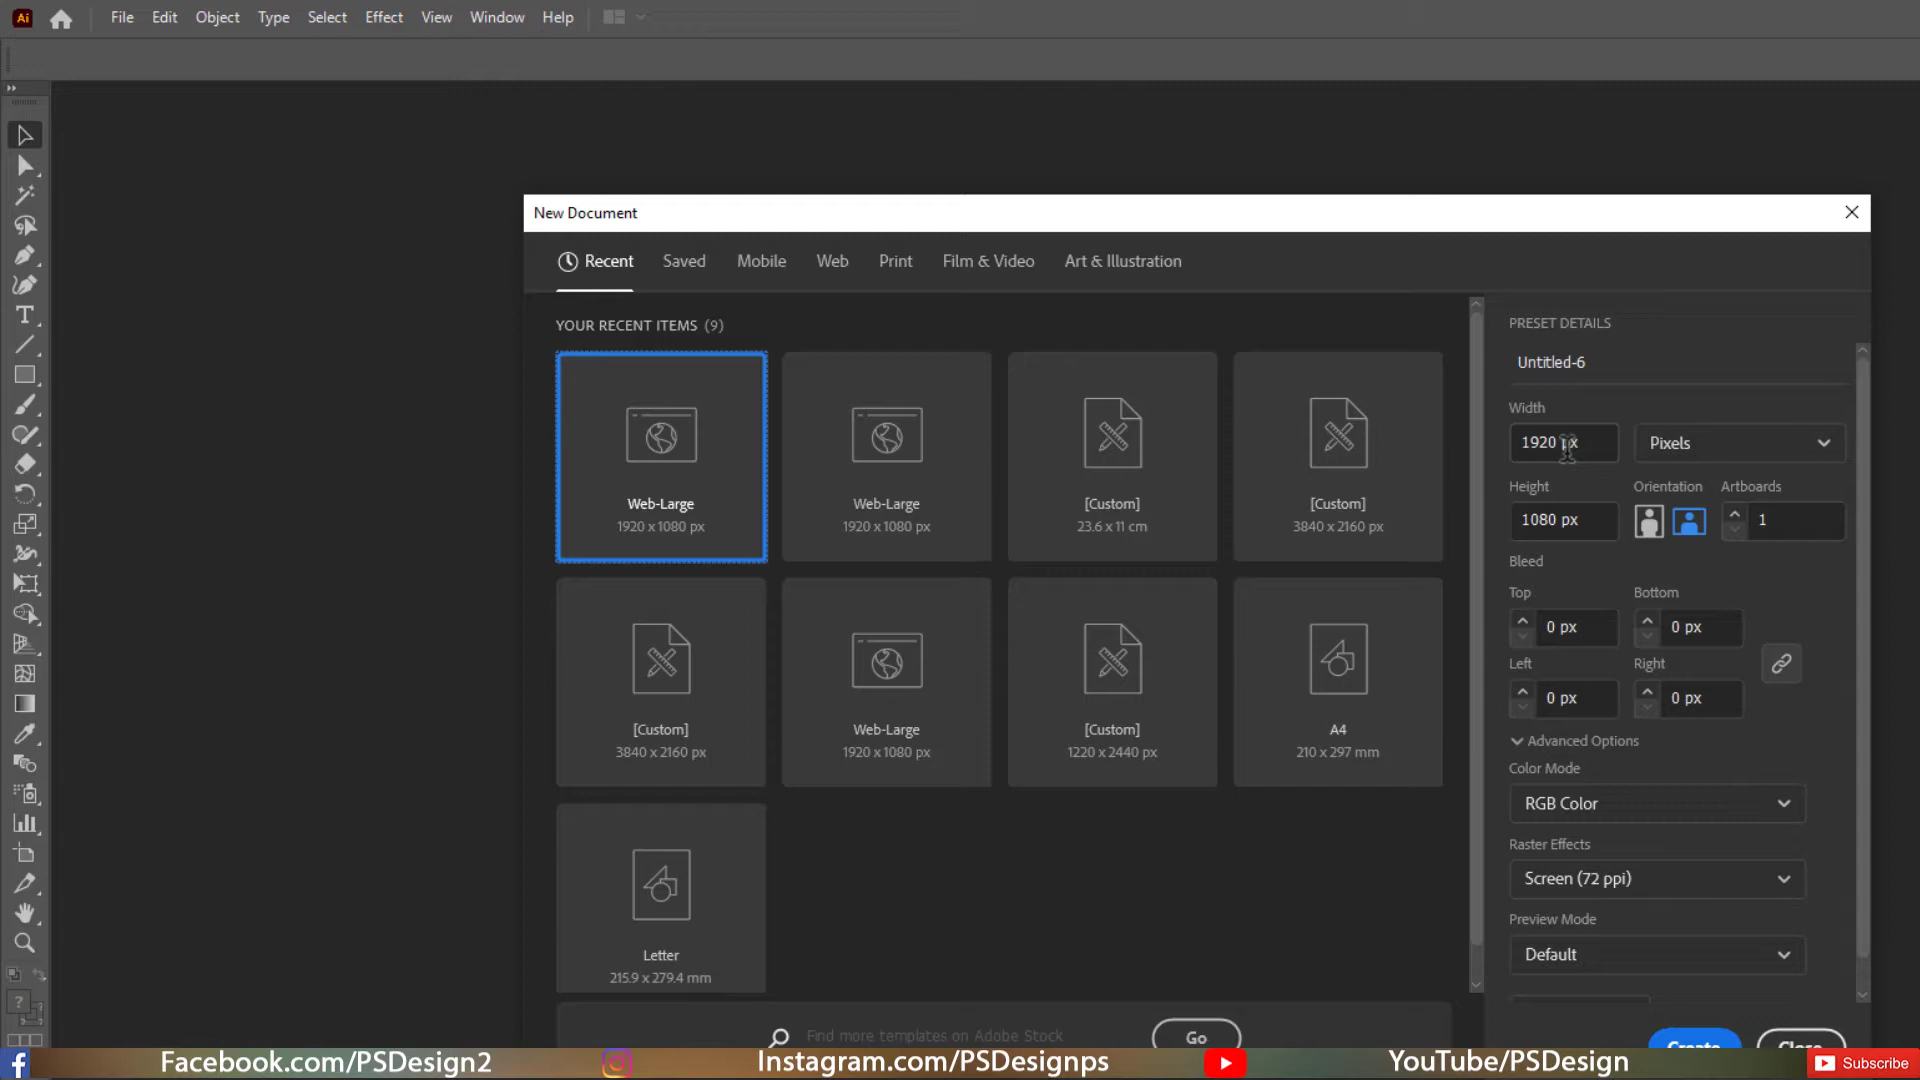 Ai File Edit Object Type Select Effect View Window Help
New Document
Recent Saved Mobile Web Print Film & Video Art & Illustration
YOUR RECENT ITEMS (9)
Web-Large
1920 x 1080 px
Web-Large
1920 x 1080 px
[Custom]
23.6 x 11 cm
[Custom]
3840 x 2160 px
[Custom]
3840 x 2160 px
Web-Large
1920 x 1080 px
[Custom]
1220 x 2440 px
A4
210 x 297 mm
Letter
215.9 x 279.4 mm
Find more templates on Adobe Stock
Go
PRESET DETAILS
Untitled-6
Width
1920 px Pixels
Height Orientation Artboards
1080 px 1
Bleed
Top Bottom
0 px 0 px
Left Right
0 px 0 px
Advanced Options
Color Mode
RGB Color
Raster Effects
Screen (72 ppi)
Preview Mode
Default
Create Close
Facebook.com/PSDesign2 Instagram.com/PSDesignps YouTube/PSDesign Subscribe